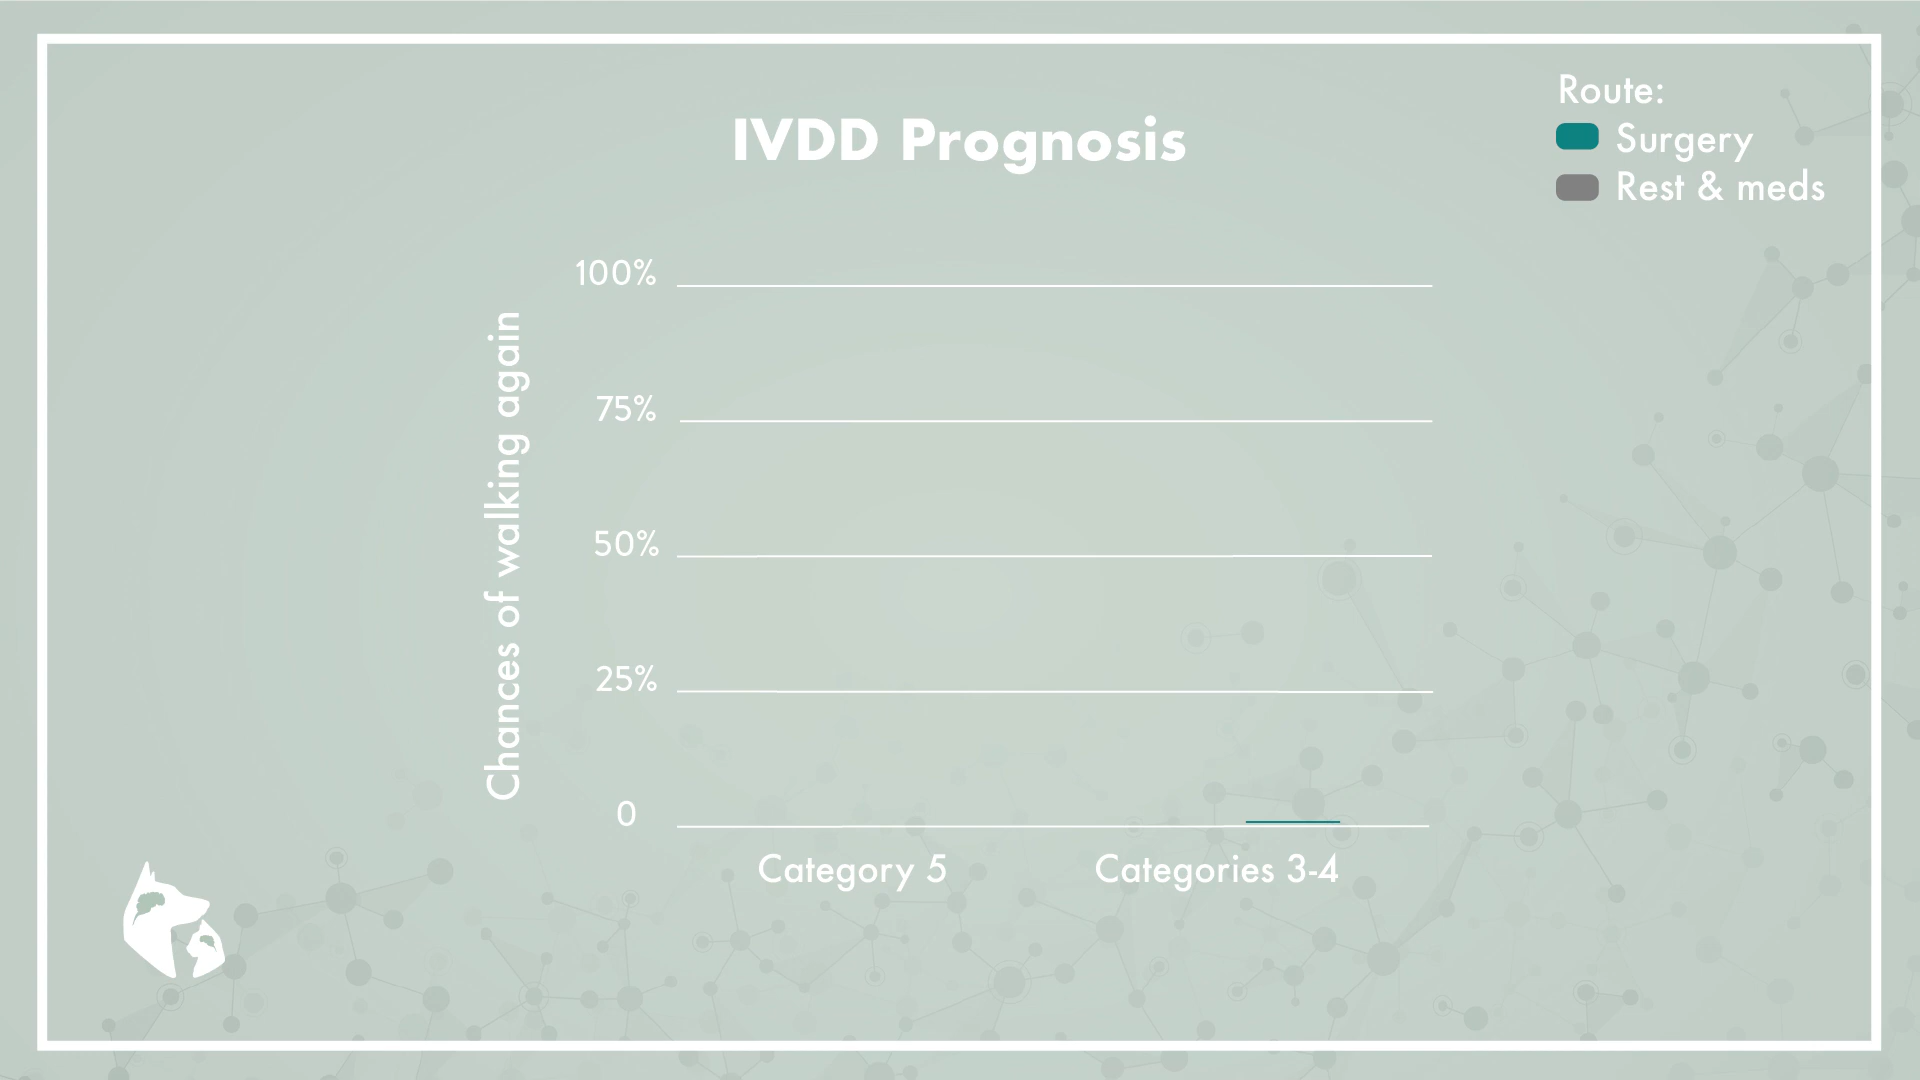 IVDD Prognosis
Route:
Surgery
Rest & meds
Chances of walking again
100%
75%
50%
25%
0
Category 5
Categories 3-4